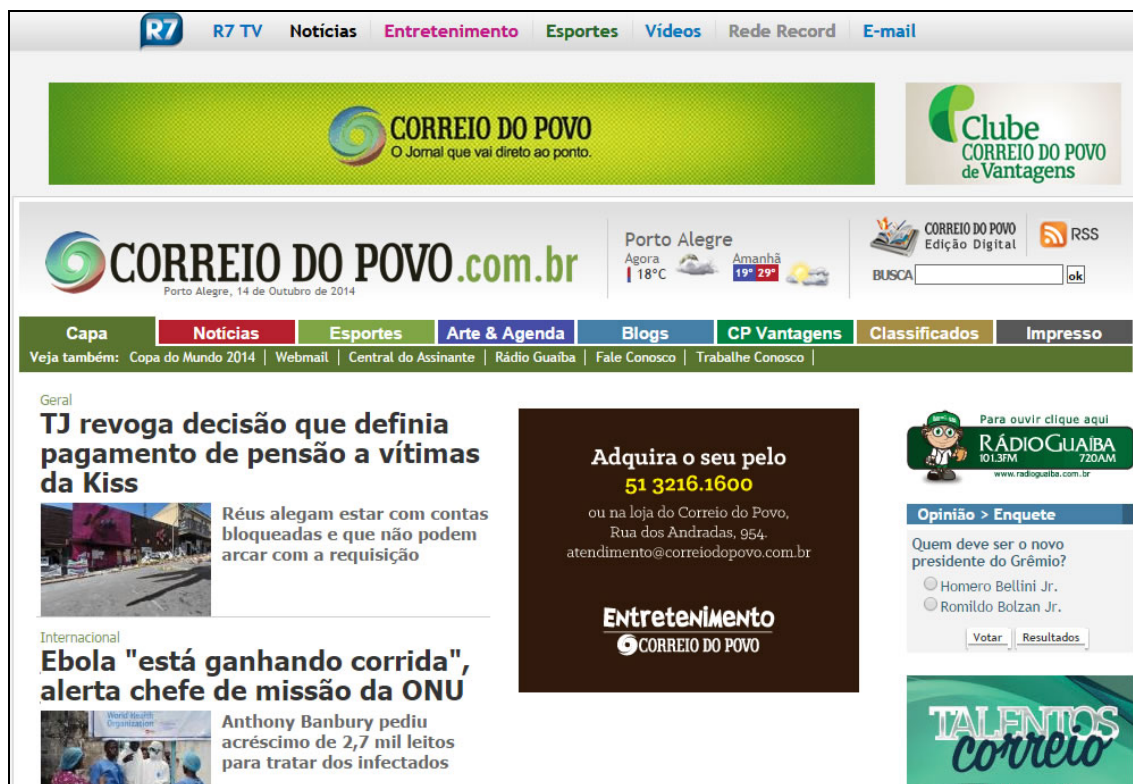 R7 R7 TV Notícias Entretenimento Esportes Vídeos Rede Record E-mail
CORREIO DO POVO
O Jornal que vai direto ao ponto.
Clube
CORREIO DO POVO
de Vantagens
CORREIO DO POVO.com.br
Porto Alegre, 14 de Outubro de 2014
Porto Alegre
Agora
18°C
Amanhã
19° 29°
CORREIO DO POVO
Edição Digital
RSS
BUSCA ok
Capa Notícias Esportes Arte & Agenda Blogs CP Vantagens Classificados Impresso
Veja também: Copa do Mundo 2014 | Webmail | Central do Assinante | Rádio Guaíba | Fale Conosco | Trabalhe Conosco |
Geral
TJ revoga decisão que definia
pagamento de pensão a vítimas
da Kiss
Réus alegam estar com contas
bloqueadas e que não podem
arcar com a requisição
Internacional
Ebola "está ganhando corrida",
alerta chefe de missão da ONU
World Health
Organization
Anthony Banbury pediu
acréscimo de 2,7 mil leitos
para tratar dos infectados
Adquira o seu pelo
51 3216.1600
ou na loja do Correio do Povo,
Rua dos Andradas, 954.
atendimento@correiodopovo.com.br
Entretenimento
CORREIO DO POVO
Para ouvir clique aqui
RÁDIO GUAÍBA
101.3FM 720AM
www.radioguaiba.com.br
Opinião > Enquete
Quem deve ser o novo
presidente do Grêmio?
Homero Bellini Jr.
Romildo Bolzan Jr.
Votar Resultados
TALENTOS
correio